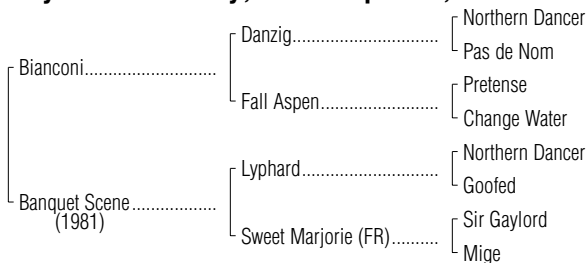 Northern Dancer
Danzig
Pas de Nom
Bianconi
Pretense
Fall Aspen
Change Water
Northern Dancer
Lyphard
Goofed
Banquet Scene
(1981)
Sir Gaylord
Sweet Marjorie (FR)
Mige